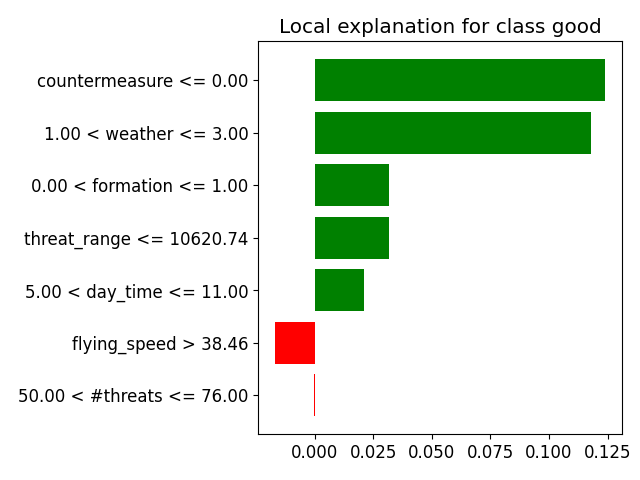 Local explanation for class good
countermeasure <= 0.00
1.00 < weather <= 3.00
0.00 < formation <= 1.00
threat_range <= 10620.74
5.00 < day_time <= 11.00
flying_speed > 38.46
50.00 < #threats <= 76.00
0.000 0.025 0.050 0.075 0.100 0.125